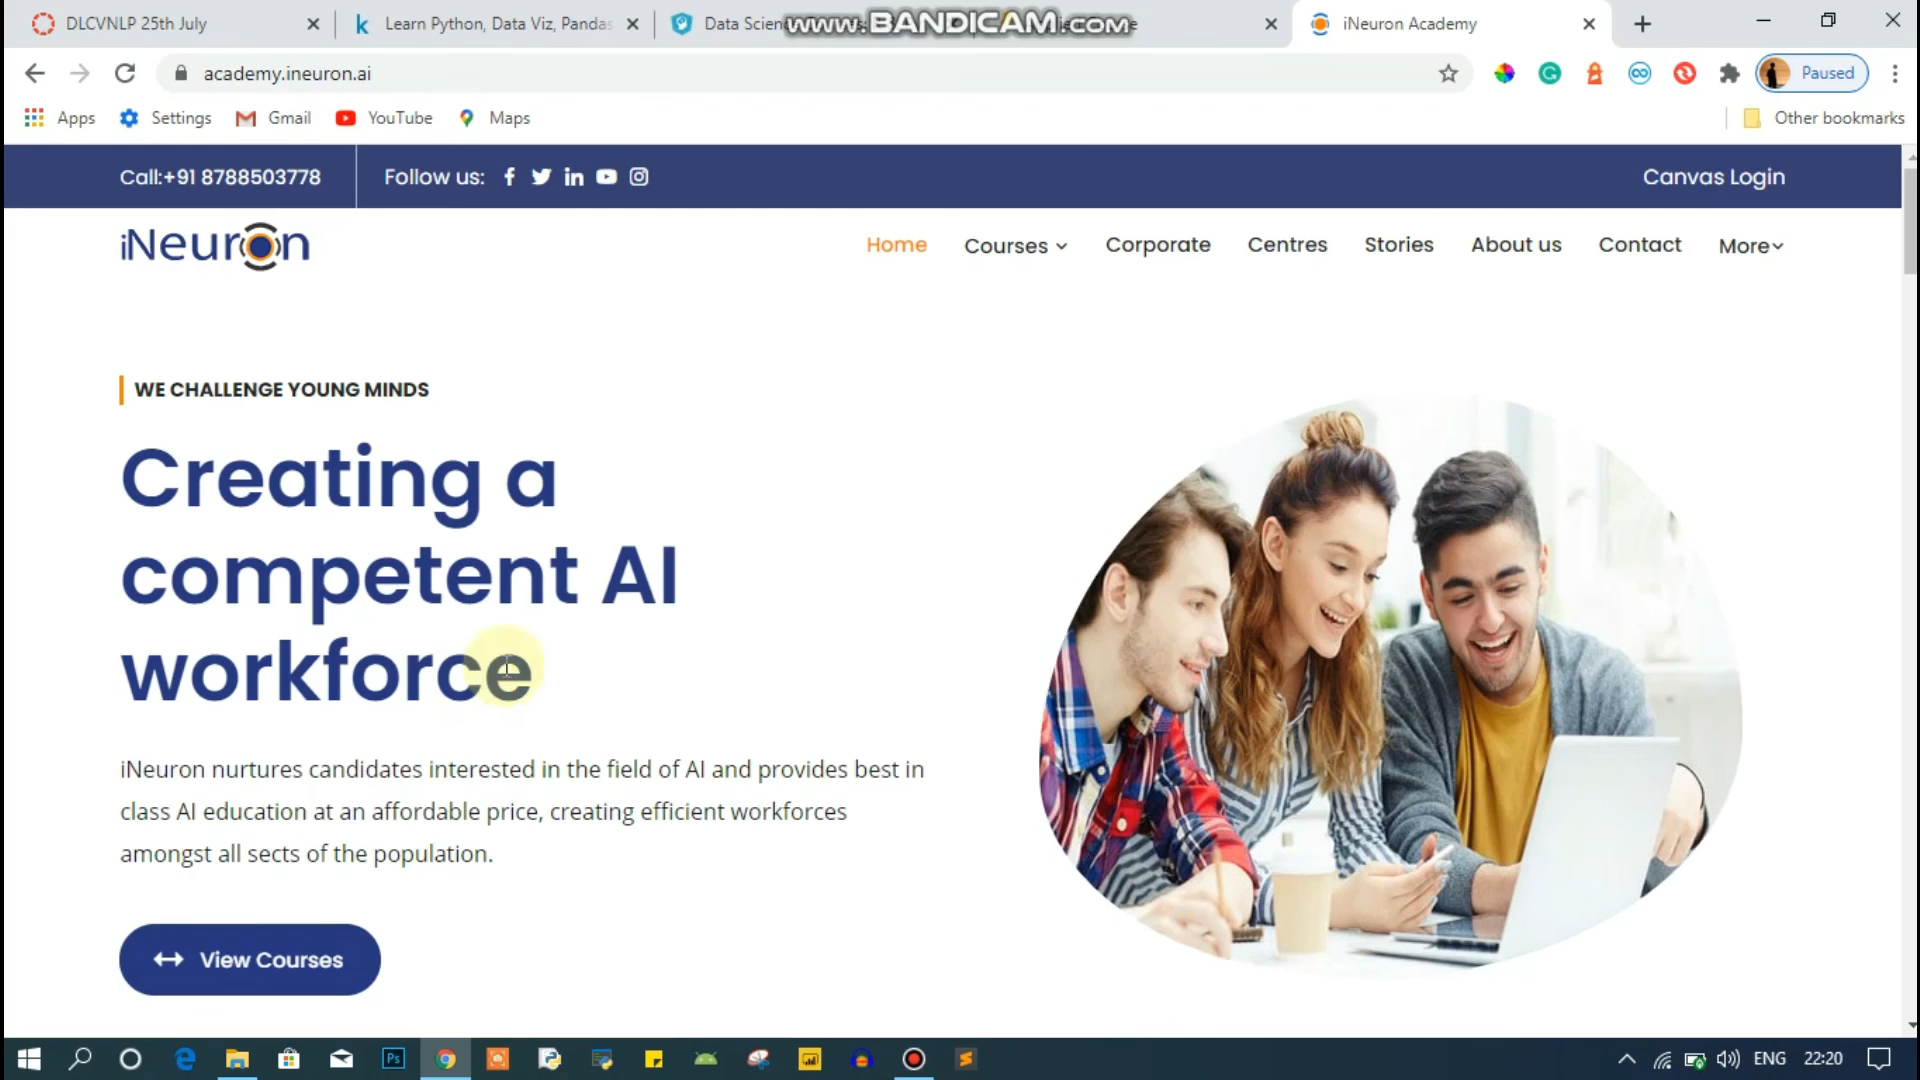 DLCVNLP 25th July
Learn Python, Data Viz, Pandas
Data Scienc
www.BANDICAM.com
iNeuron Academy
academy.ineuron.ai
Paused
Apps
Settings
Gmail
YouTube
Maps
Other bookmarks
Call:+91 8788503778
Follow us:
Canvas Login
iNeuron
Home
Courses
Corporate
Centres
Stories
About us
Contact
More
WE CHALLENGE YOUNG MINDS
Creating a
competent AI
workforce
iNeuron nurtures candidates interested in the field of AI and provides best in
class AI education at an affordable price, creating efficient workforces
amongst all sects of the population.
View Courses
Ps
ENG
22:20